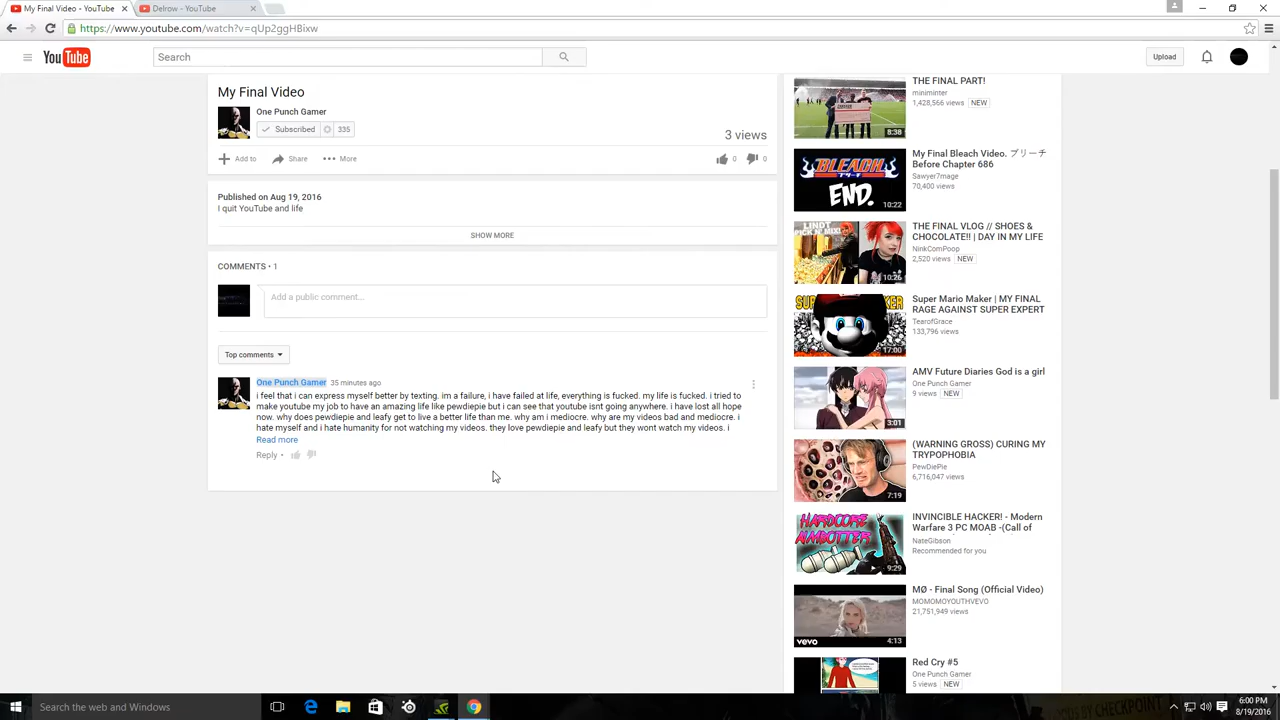 My Final Video - YouTube
Delrow - YouTube
https://www.youtube.com/watch?v=qUp2ggHBixw
YouTube
Search
Upload
My Final Video
One Punch Gamer
Subscribed 335
3 views
Add to
Share
More
0
0
Published on Aug 19, 2016
I quit YouTube and life
SHOW MORE
COMMENTS • 1
Add a public comment...
Top comments
One Punch Gamer 35 minutes ago
i feel that i can express myself better by texting. im a failure, i have failed at life, everything is fucked. my life is fucked. i tried to
make youtube my job to have an amazing life like pewdiepie but i can see that youtube isnt going anywhere. i have lost all hope
now. why does pewdiepie and leafy get to live a better life than me. why am i mediocre. why are my videos bad and mediocre. i
hate myself and i hate humanity for not watching my videos. they love pewdiepie and leafy but they wont watch my videos. i
Read more
Reply
THE FINAL PART!
miniminter
1,428,566 views NEW
8:38
My Final Bleach Video. ブリーチ
Before Chapter 686
Sawyer7mage
70,400 views
BLEACH
ブリーチ
END.
10:22
THE FINAL VLOG // SHOES &
CHOCOLATE!! | DAY IN MY LIFE
NinkComPoop
2,520 views NEW
LINDT
PICK N' MIX!
10:26
Super Mario Maker | MY FINAL
RAGE AGAINST SUPER EXPERT
TearofGrace
133,796 views
17:00
AMV Future Diaries God is a girl
One Punch Gamer
9 views NEW
3:01
(WARNING GROSS) CURING MY
TRYPOPHOBIA
PewDiePie
6,716,047 views
7:19
INVINCIBLE HACKER! - Modern
Warfare 3 PC MOAB -(Call of
NateGibson
Recommended for you
HARDCORE
AIMBOTTER
9:29
MØ - Final Song (Official Video)
MOMOMOYOUTHVEVO
21,751,949 views
vevo
4:13
Red Cry #5
One Punch Gamer
5 views NEW
Search the web and Windows
6:00 PM
8/19/2016